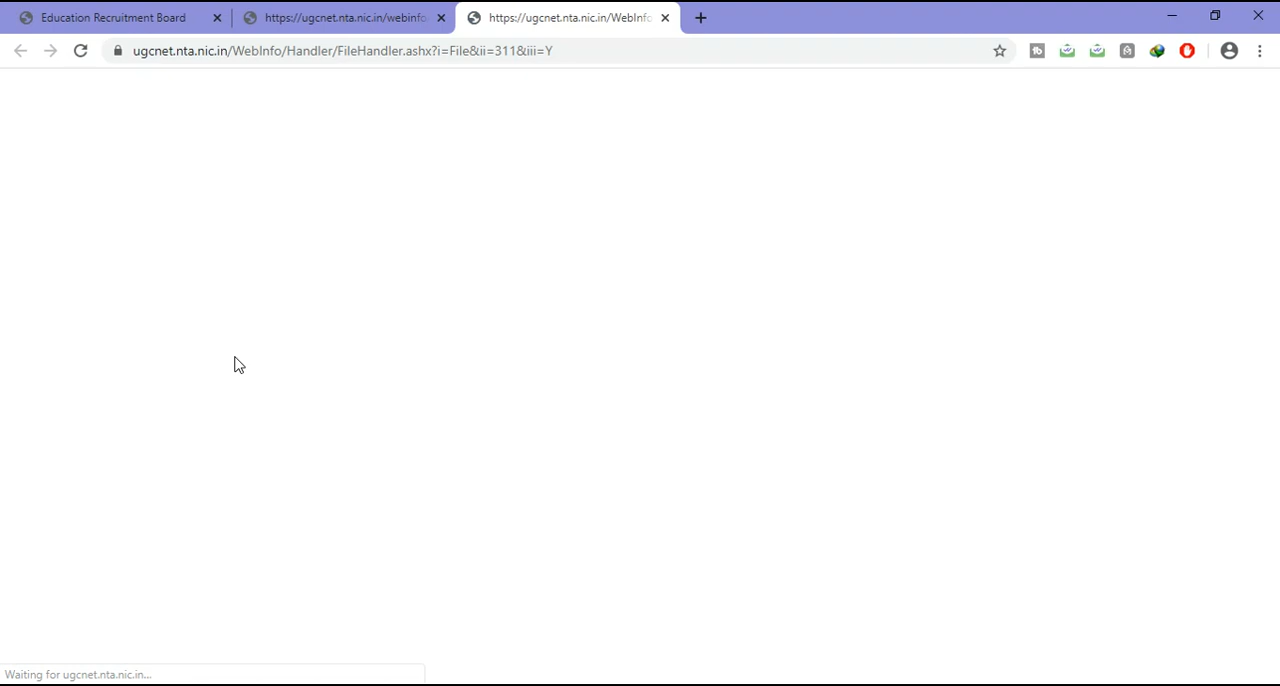 Education Recruitment Board
https://ugcnet.nta.nic.in/webinfo
https://ugcnet.nta.nic.in/WebInfo
ugcnet.nta.nic.in/WebInfo/Handler/FileHandler.ashx?i=File&ii=311&iii=Y
Waiting for ugcnet.nta.nic.in...